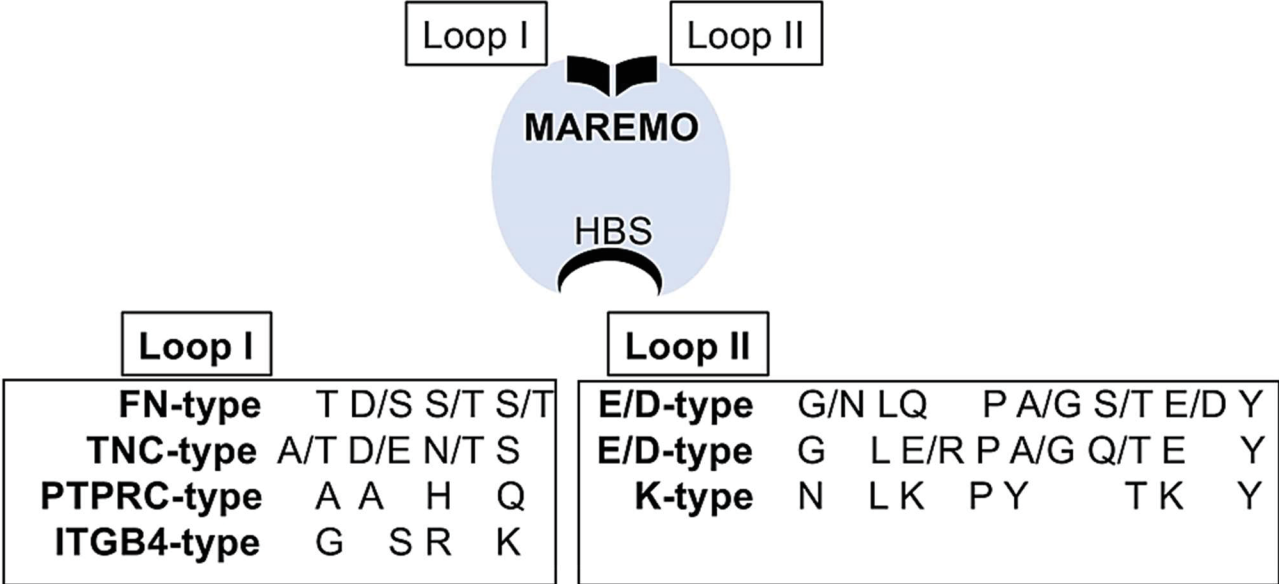 Loop I
Loop II
MAREMO
HBS
Loop I
FN-type T D/S S/T S/T
TNC-type A/T D/E N/T S
PTPRC-type A A H Q
ITGB4-type G S R K
Loop II
E/D-type G/N LQ P A/G S/T E/D Y
E/D-type G L E/R P A/G Q/T E Y
K-type N L K P Y T K Y